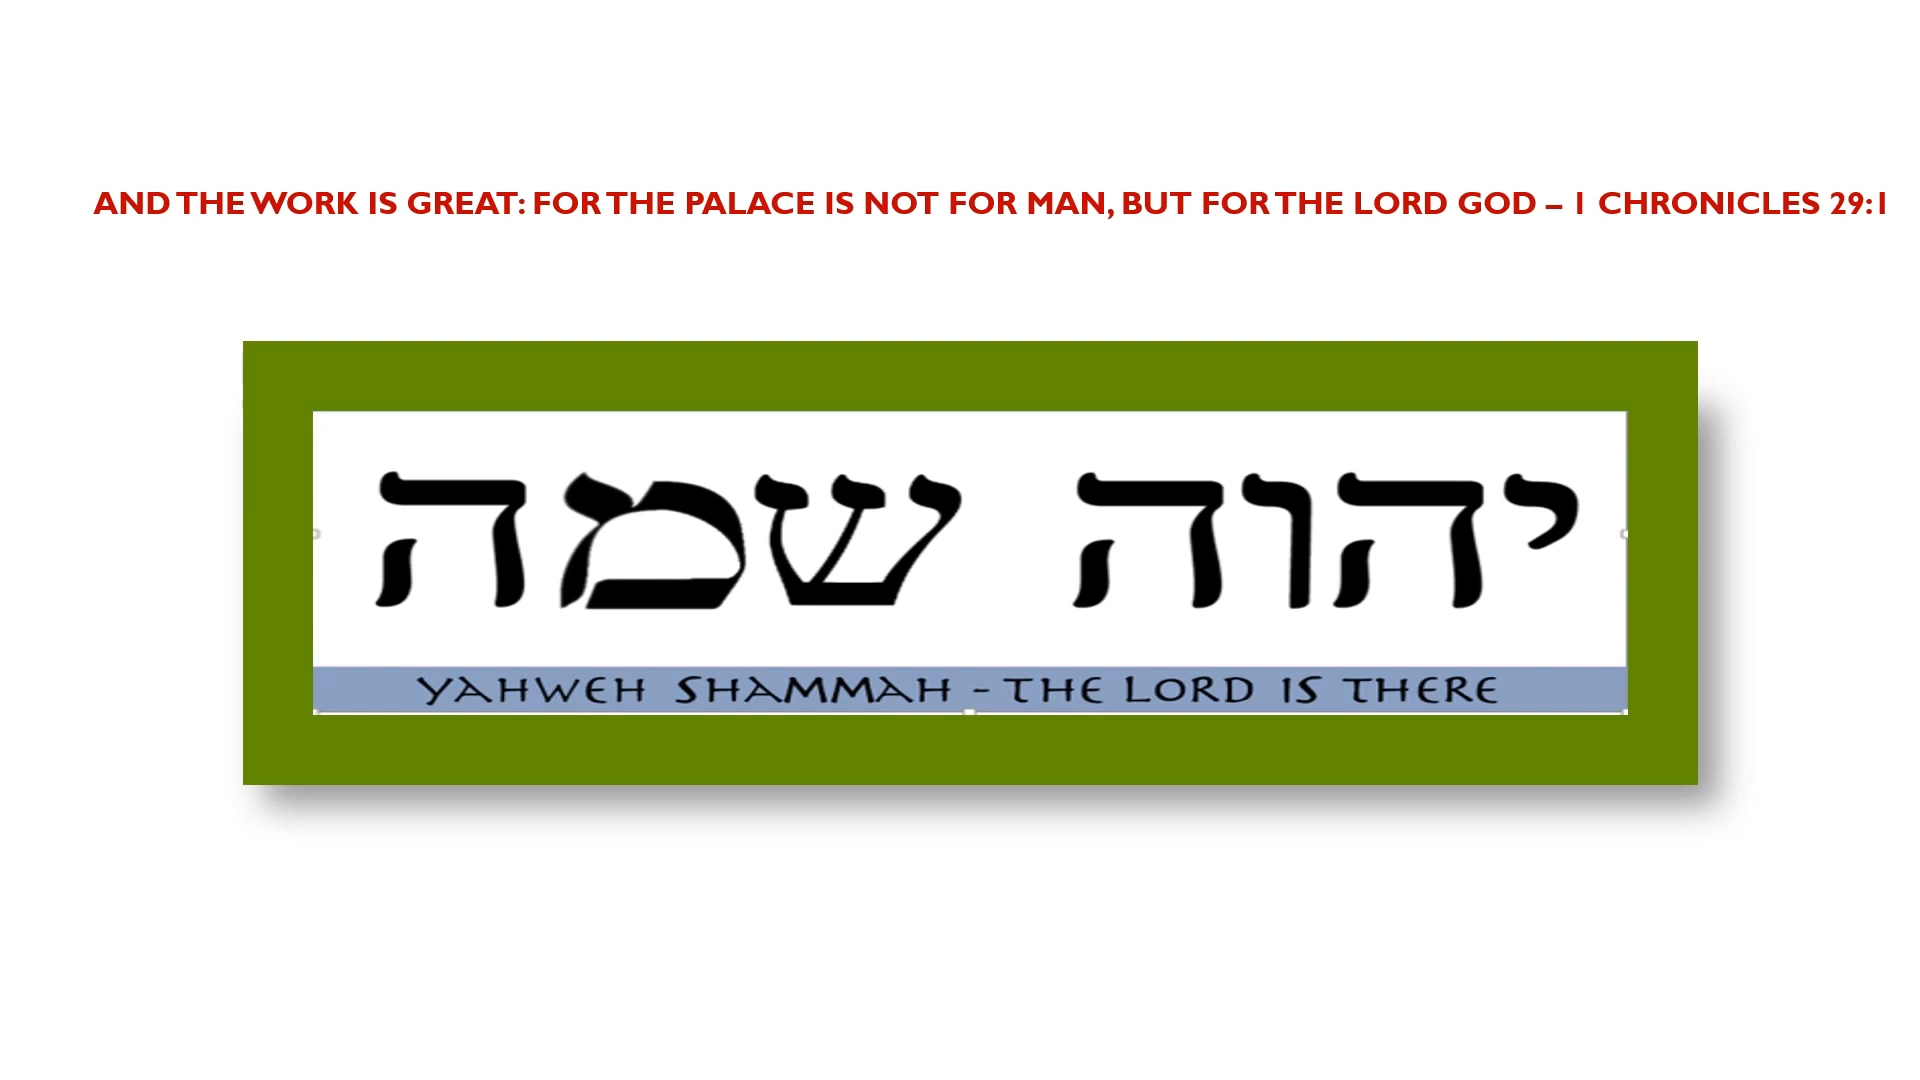 AND THE WORK IS GREAT: FOR THE PALACE IS NOT FOR MAN, BUT FOR THE LORD GOD – 1 CHRONICLES 29:1
יהוה שמה
YAHWEH SHAMMAH - THE LORD IS THERE